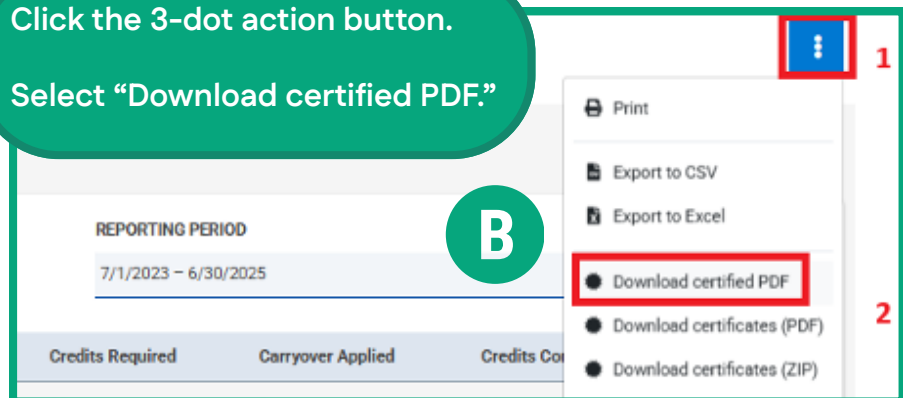 Click the 3-dot action button.
Select “Download certified PDF.”
1
Print
Export to CSV
Export to Excel
REPORTING PERIOD
B
7/1/2023 – 6/30/2025
Download certified PDF
2
Download certificates (PDF)
Credits Required Carryover Applied Credits Co
Download certificates (ZIP)